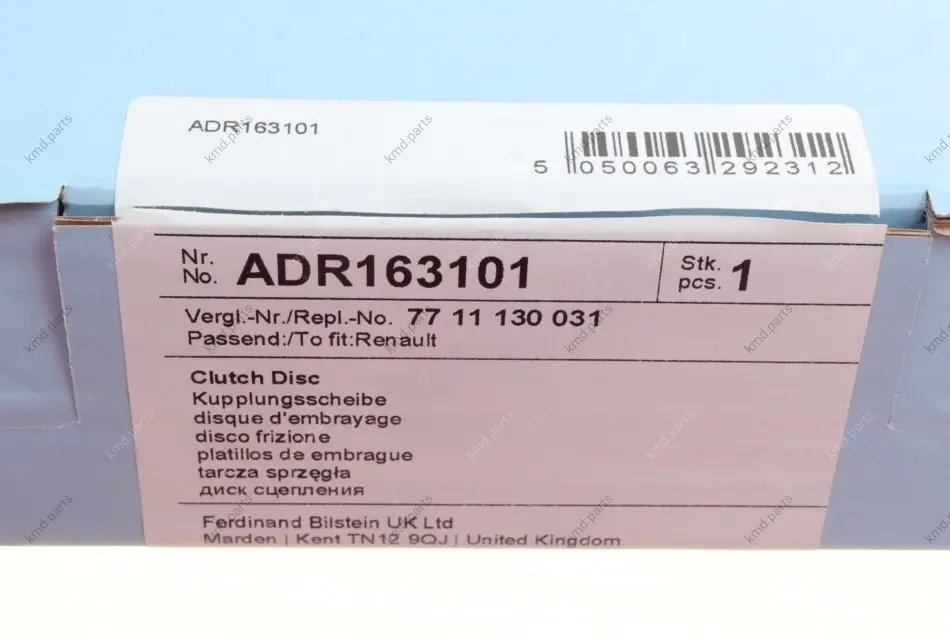 ADR163101
5 050063 292312
Nr.
No. ADR163101
Stk.
pcs. 1
Vergl.-Nr./Repl.-No. 77 11 130 031
Passend:/To fit:Renault
Clutch Disc
Kupplungsscheibe
disque d'embrayage
disco frizione
platillos de embrague
tarcza sprzęgła
диск сцепления
Ferdinand Bilstein UK Ltd
Marden | Kent TN12 9QJ | United Kingdom
kmd.parts